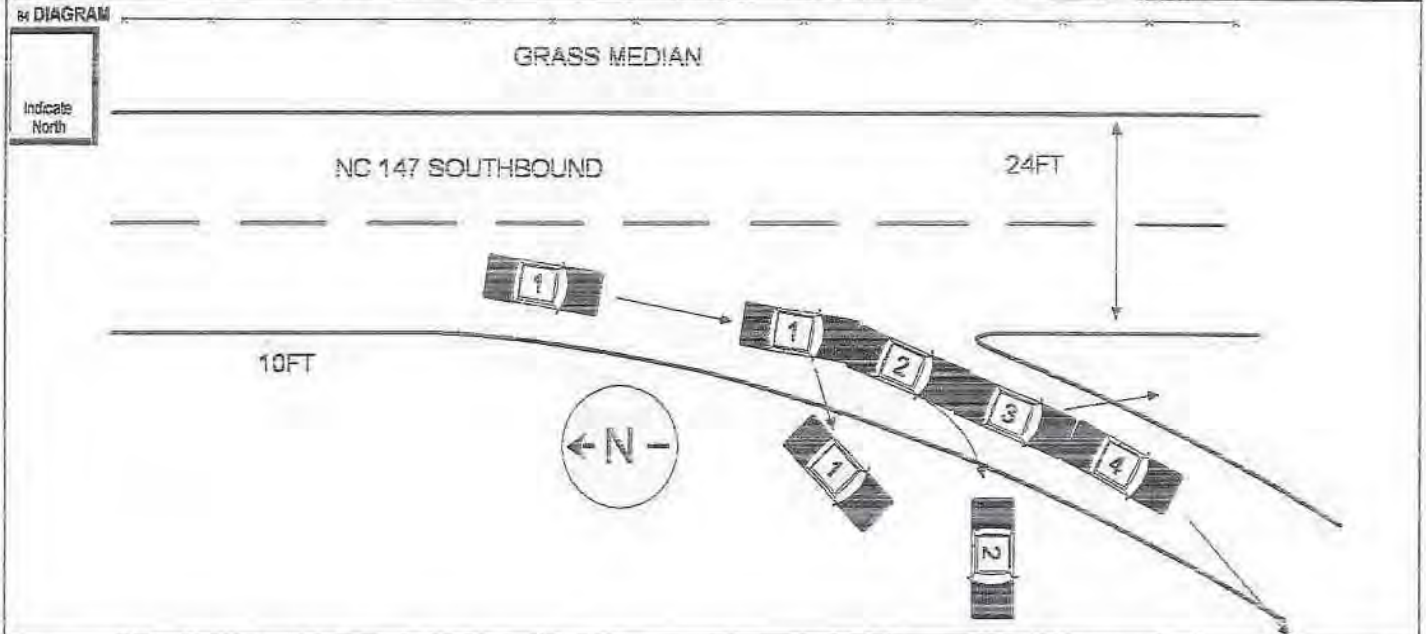 84 DIAGRAM
GRASS MEDIAN
Indicate
North
NC 147 SOUTHBOUND
24FT
1
1
2
3
4
10FT
N
1
2